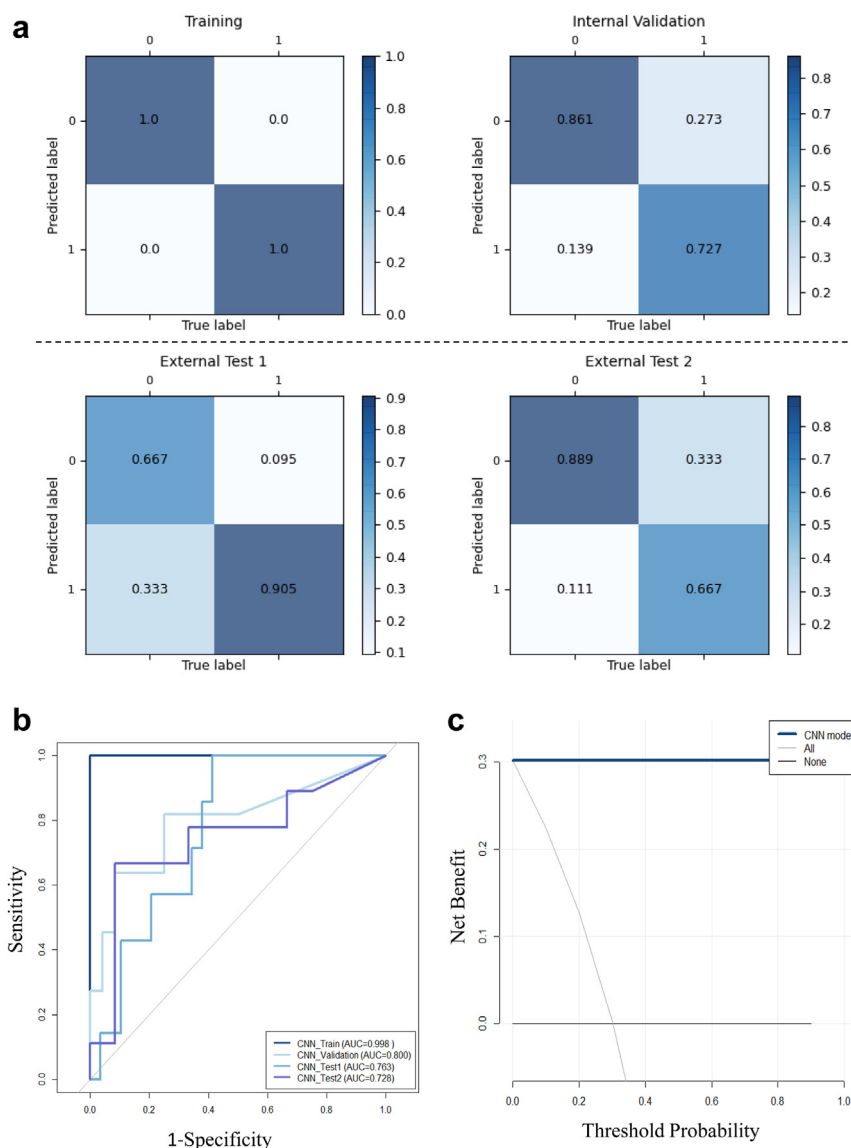 a
Training
0 1
0
1.0
0.0
1
0.0
1.0
Predicted label
True label
1.0
0.8
0.6
0.4
0.2
0.0
Internal Validation
0 1
0
0.861
0.273
1
0.139
0.727
Predicted label
True label
0.8
0.7
0.6
0.5
0.4
0.3
0.2
External Test 1
0 1
0
0.667
0.095
1
0.333
0.905
Predicted label
True label
0.9
0.8
0.7
0.6
0.5
0.4
0.3
0.2
0.1
External Test 2
0 1
0
0.889
0.333
1
0.111
0.667
Predicted label
True label
0.8
0.7
0.6
0.5
0.4
0.3
0.2
b
Sensitivity
1.0
0.8
0.6
0.4
0.2
0.0
CNN_Train (AUC=0.998 )
CNN_Validation (AUC=0.800)
CNN_Test1 (AUC=0.763)
CNN_Test2 (AUC=0.728)
0.0 0.2 0.4 0.6 0.8 1.0
1-Specificity
c
Net Benefit
0.3
0.2
0.1
0.0
CNN mode
All
None
0.0 0.2 0.4 0.6 0.8 1.0
Threshold Probability